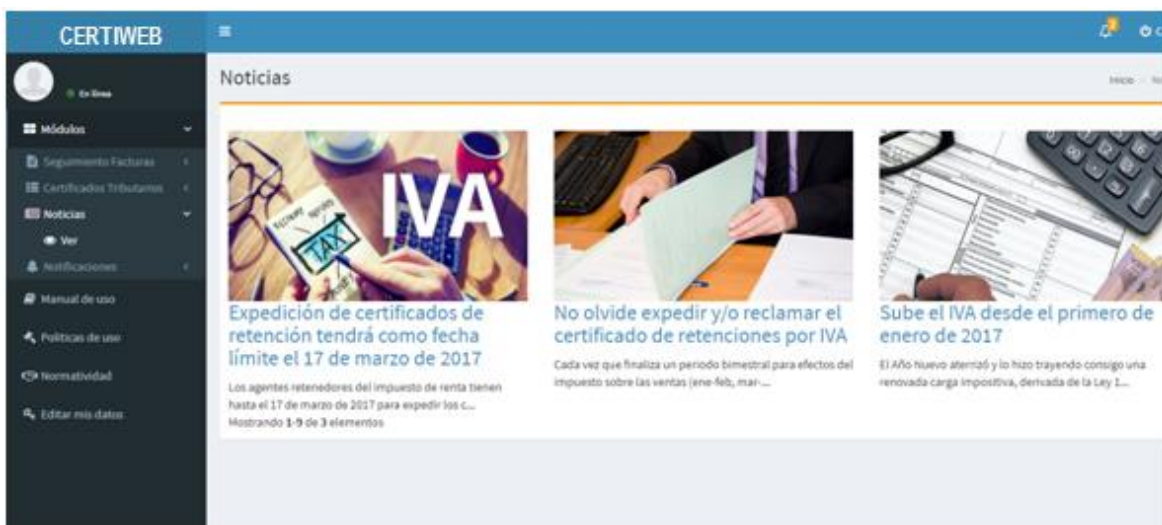 CERTIWEB
En línea
Noticias
Inicio
Módulos
Seguimiento Facturas
Certificados Tributarios
Noticias
Ver
Notificaciones
Manual de uso
Políticas de uso
Normatividad
Editar mis datos
IVA
TAX
Expedición de certificados de
retención tendrá como fecha
límite el 17 de marzo de 2017
Los agentes retenedores del impuesto de renta tienen
hasta el 17 de marzo de 2017 para expedir los c...
Mostrando 1-9 de 3 elementos
No olvide expedir y/o reclamar el
certificado de retenciones por IVA
Cada vez que finaliza un periodo bimestral para efectos del
impuesto sobre las ventas (ene-feb, mar-...
Sube el IVA desde el primero de
enero de 2017
El Año Nuevo aterrizó y lo hizo trayendo consigo una
renovada carga impositiva, derivada de la Ley 1...